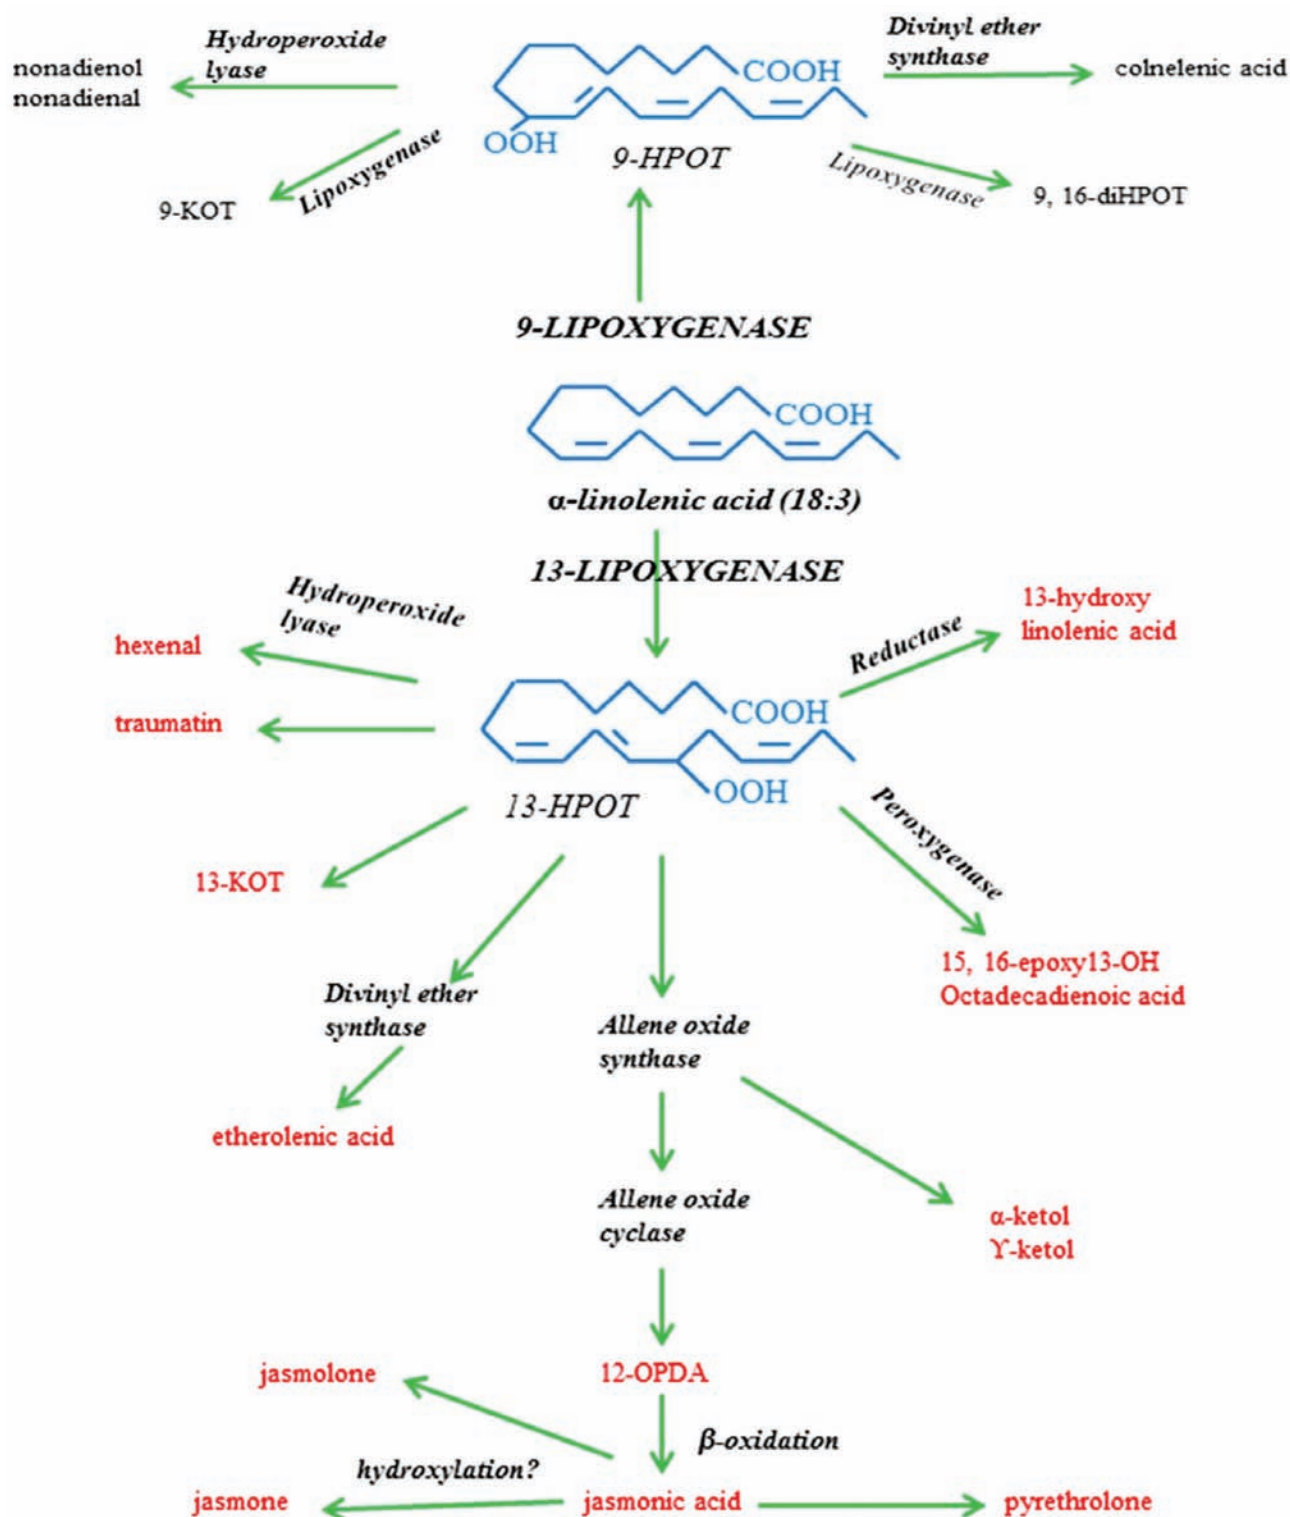 Hydroperoxide
lyase
nonadienol
nonadienal
Divinyl ether
synthase
colnelenic acid
COOH
OOH
9-HPOT
Lipoxygenase
9-KOT
Lipoxygenase
9, 16-diHPOT
9-LIPOXYGENASE
COOH
α-linolenic acid (18:3)
13-LIPOXYGENASE
Hydroperoxide
lyase
hexenal
traumatin
Reductase
13-hydroxy
linolenic acid
COOH
OOH
13-HPOT
Peroxygenase
13-KOT
15, 16-epoxy13-OH
Octadecadienoic acid
Divinyl ether
synthase
Allene oxide
synthase
etherolenic acid
Allene oxide
cyclase
α-ketol
ϒ-ketol
jasmolone
12-OPDA
β-oxidation
hydroxylation?
jasmone
jasmonic acid
pyrethrolone